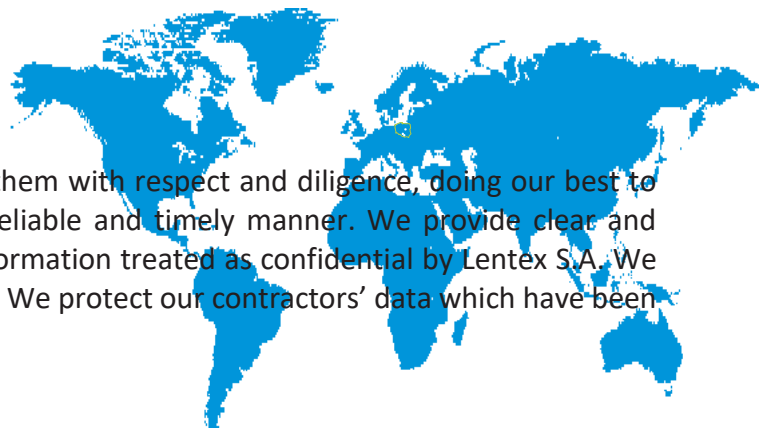 them with respect and diligence, doing our best to
eliable and timely manner. We provide clear and
ormation treated as confidential by Lentex S.A. We
We protect our contractors’ data which have been